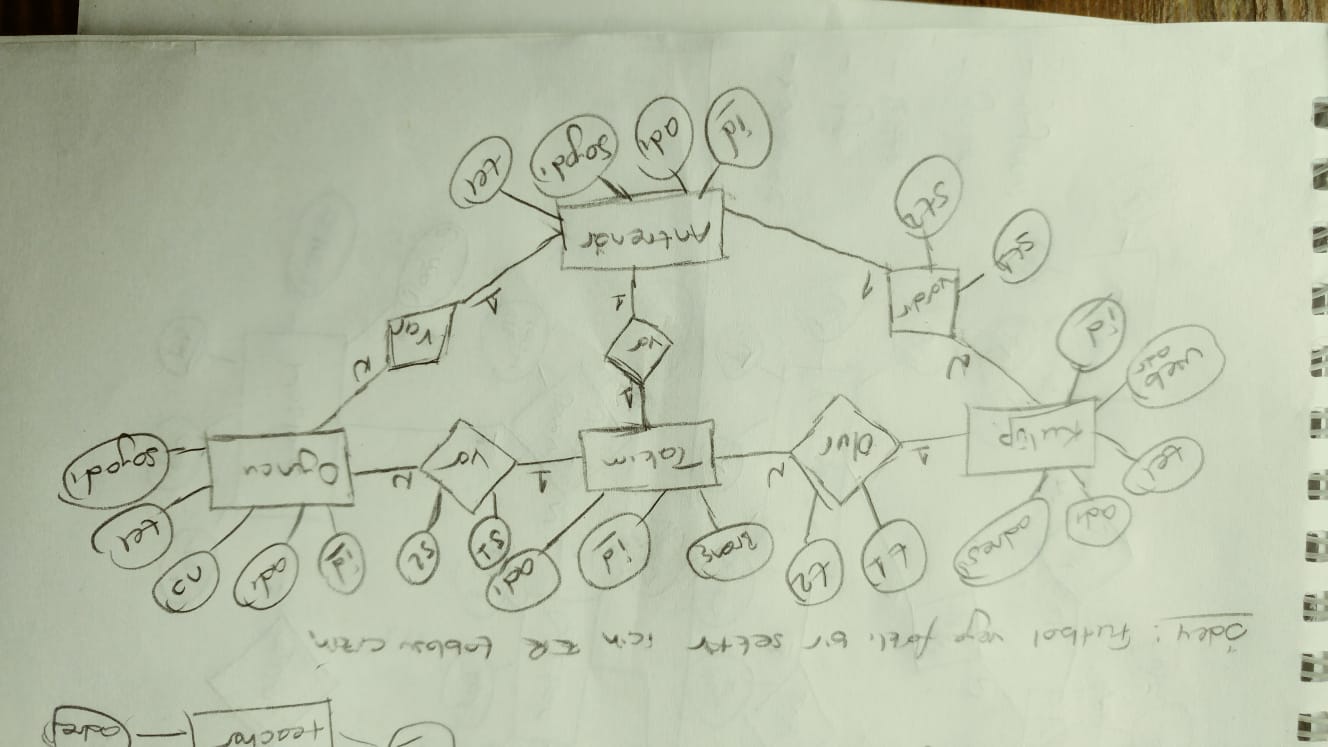 teacher
adres
Ödev: Futbol veya farklı bir sektör için ER tablosu çizin
t1 t2 Branş id adı s1 s2 id adı no
tel adı adresi
tel
soyadı
Kulüp 1 Olur N Takım 1 var N Oyuncu
web adr
id
N 1 N
vardır var var
1 1 1
st1
st2
Antrenör
id adı soyadı tel